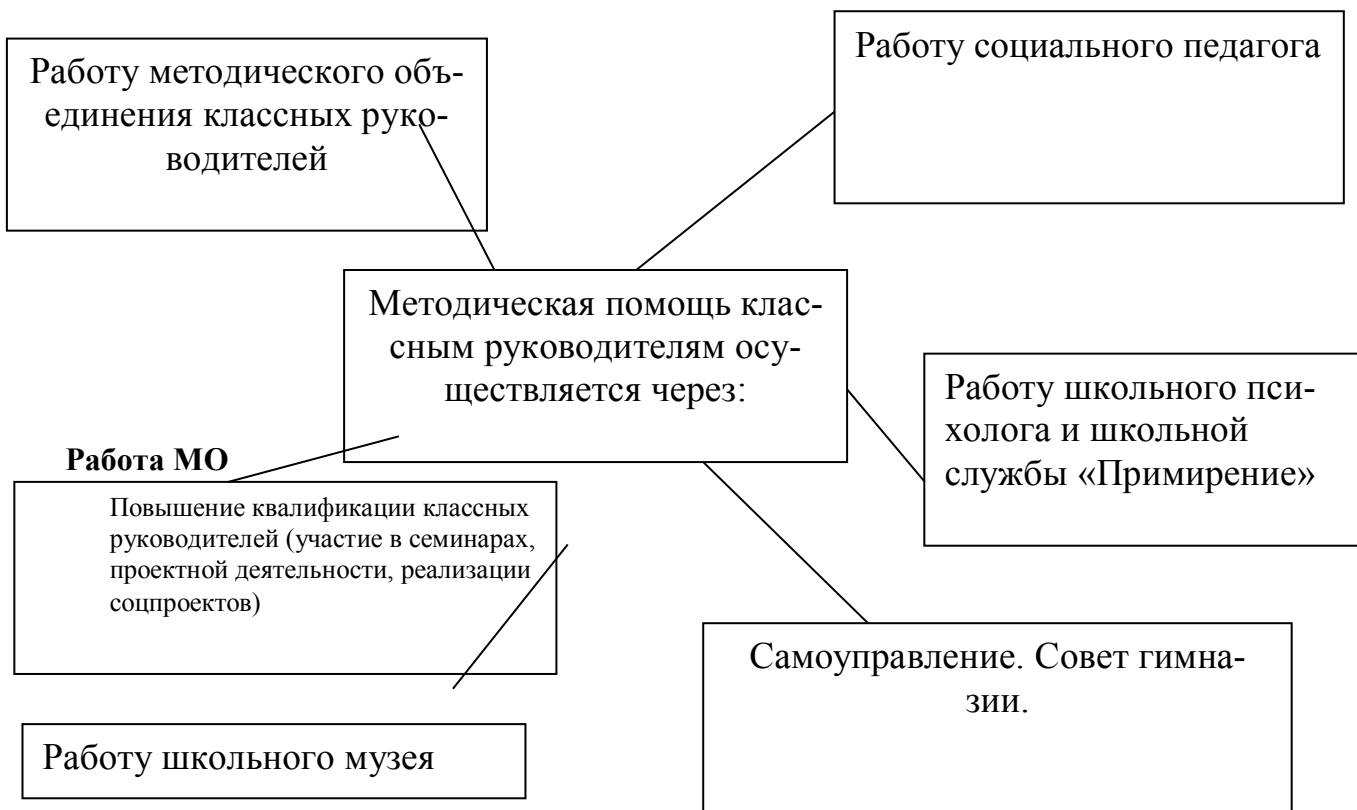 Работу методического объ-
единения классных руко-
водителей
Работу социального педагога
Методическая помощь клас-
сным руководителям осу-
ществляется через:
Работу школьного пси-
холога и школьной
службы «Примирение»
Работа МО
Повышение квалификации классных
руководителей (участие в семинарах,
проектной деятельности, реализации
соцпроектов)
Самоуправление. Совет гимна-
зии.
Работу школьного музея